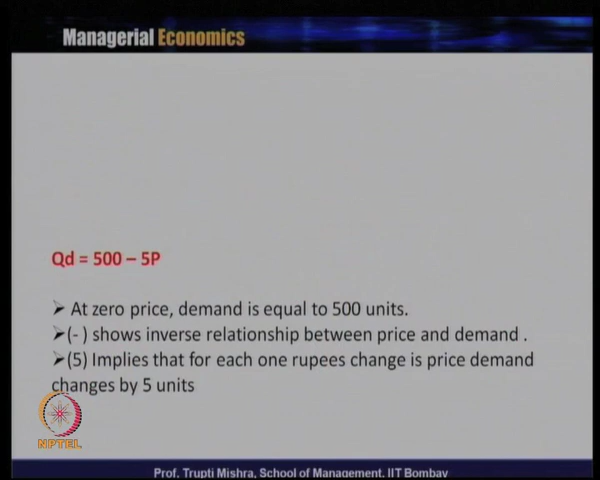 Managerial Economics
Qd = 500 – 5P
➤ At zero price, demand is equal to 500 units.
➤(- ) shows inverse relationship between price and demand .
➤(5) Implies that for each one rupees change is price demand
changes by 5 units
NPTEL
Prof. Trupti Mishra, School of Management, IIT Bombay